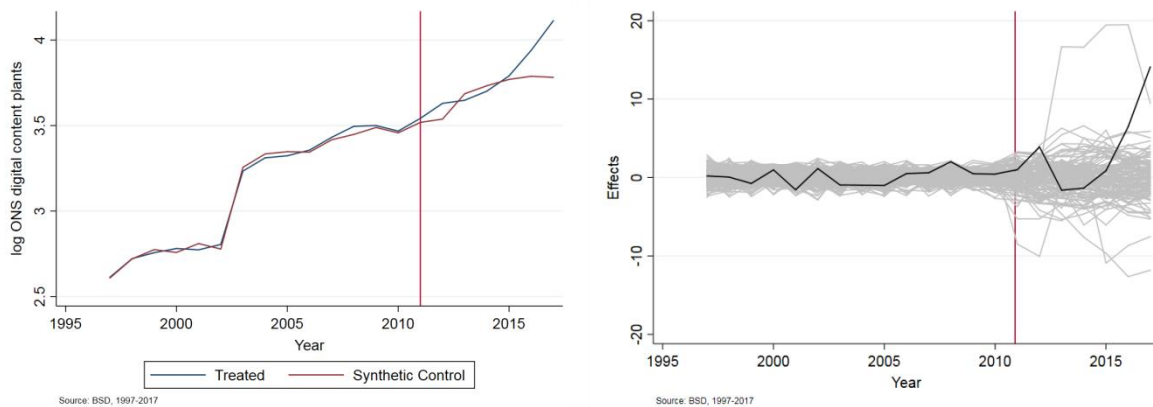 log ONS digital content plants
4
3.5
3
2.5
1995 2000 2005 2010 2015
Year
Treated Synthetic Control
Source: BSD, 1997-2017
Effects
20
10
0
-10
-20
1995 2000 2005 2010 2015
Year
Source: BSD, 1997-2017